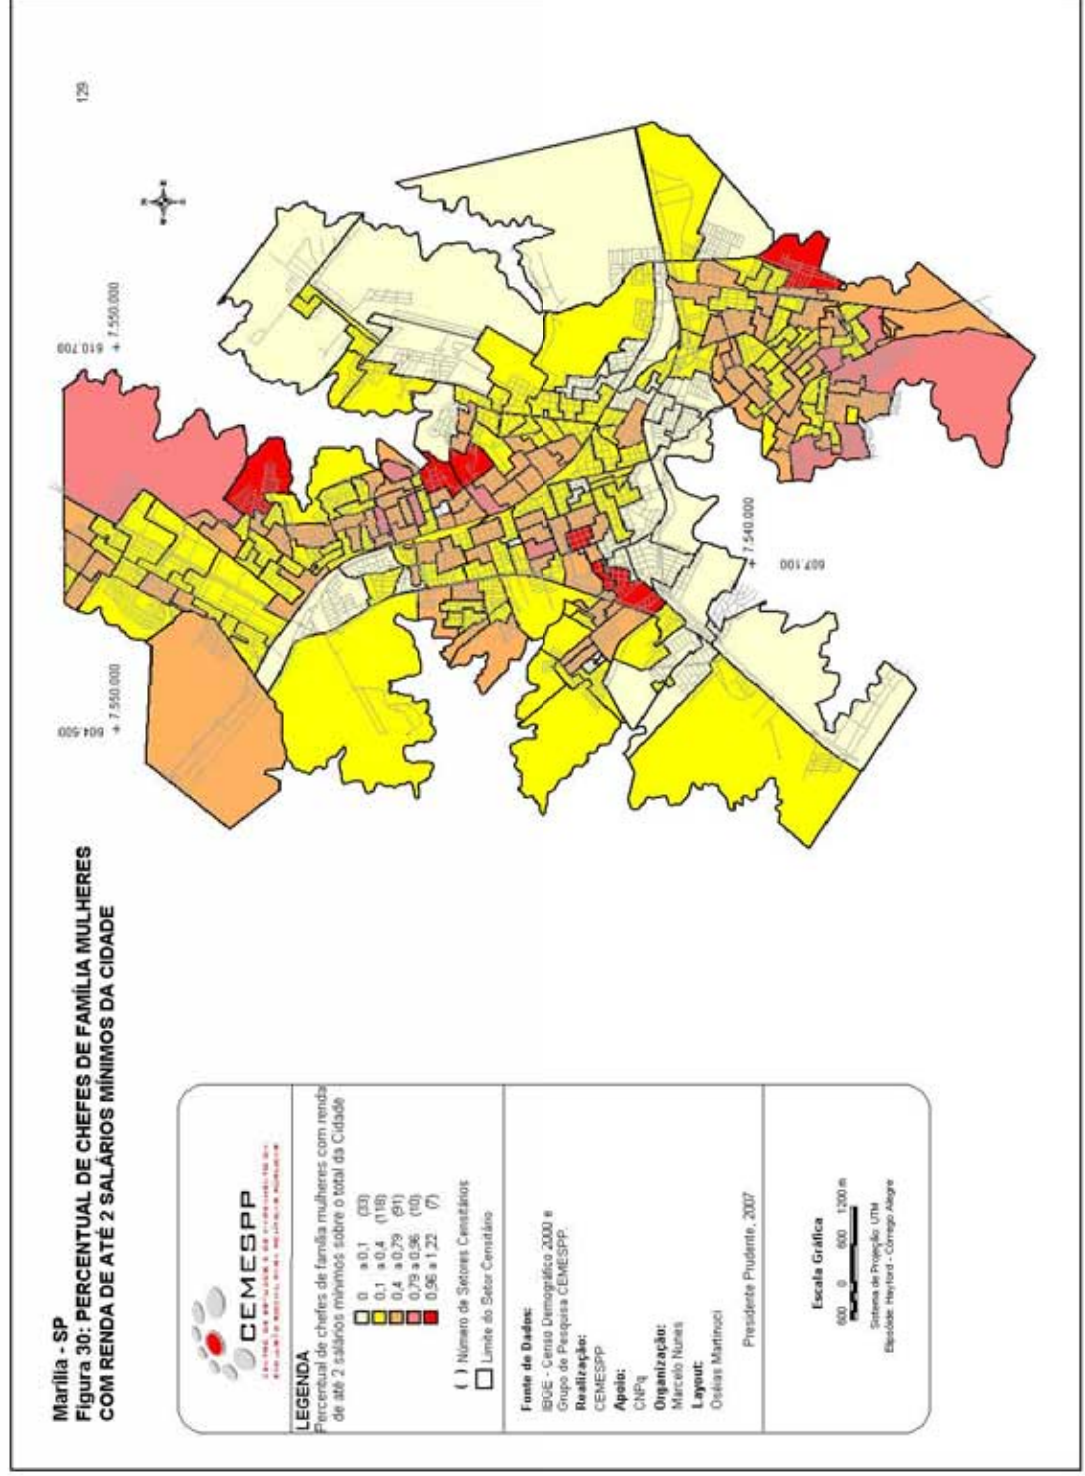 129
Marília - SP
Figura 30: PERCENTUAL DE CHEFES DE FAMÍLIA MULHERES
COM RENDA DE ATÉ 2 SALÁRIOS MÍNIMOS DA CIDADE
604.500
+ 7.550.000
610.700
+ 7.550.000
+ 7.540.000
607.100
CEMESPP
LEGENDA
Percentual de chefes de família mulheres com renda
de até 2 salários mínimos sobre o total da Cidade
0 a 0,1 (33)
0,1 a 0,4 (118)
0,4 a 0,79 (91)
0,79 a 0,96 (10)
0,96 a 1,22 (7)
( ) Número de Setores Censitários
Limite do Setor Censitário
Fonte de Dados:
IBGE - Censo Demográfico 2000 e
Grupo de Pesquisa CEMESPP.
Realização:
CEMESPP
Apoio:
CNPq
Organização:
Marcelo Nunes
Layout:
Oséias Martinuci
Presidente Prudente, 2007
Escala Gráfica
600 0 600 1200 m
Sistema de Projeção: UTM
Elipsóide: Hayford - Córrego Alegre